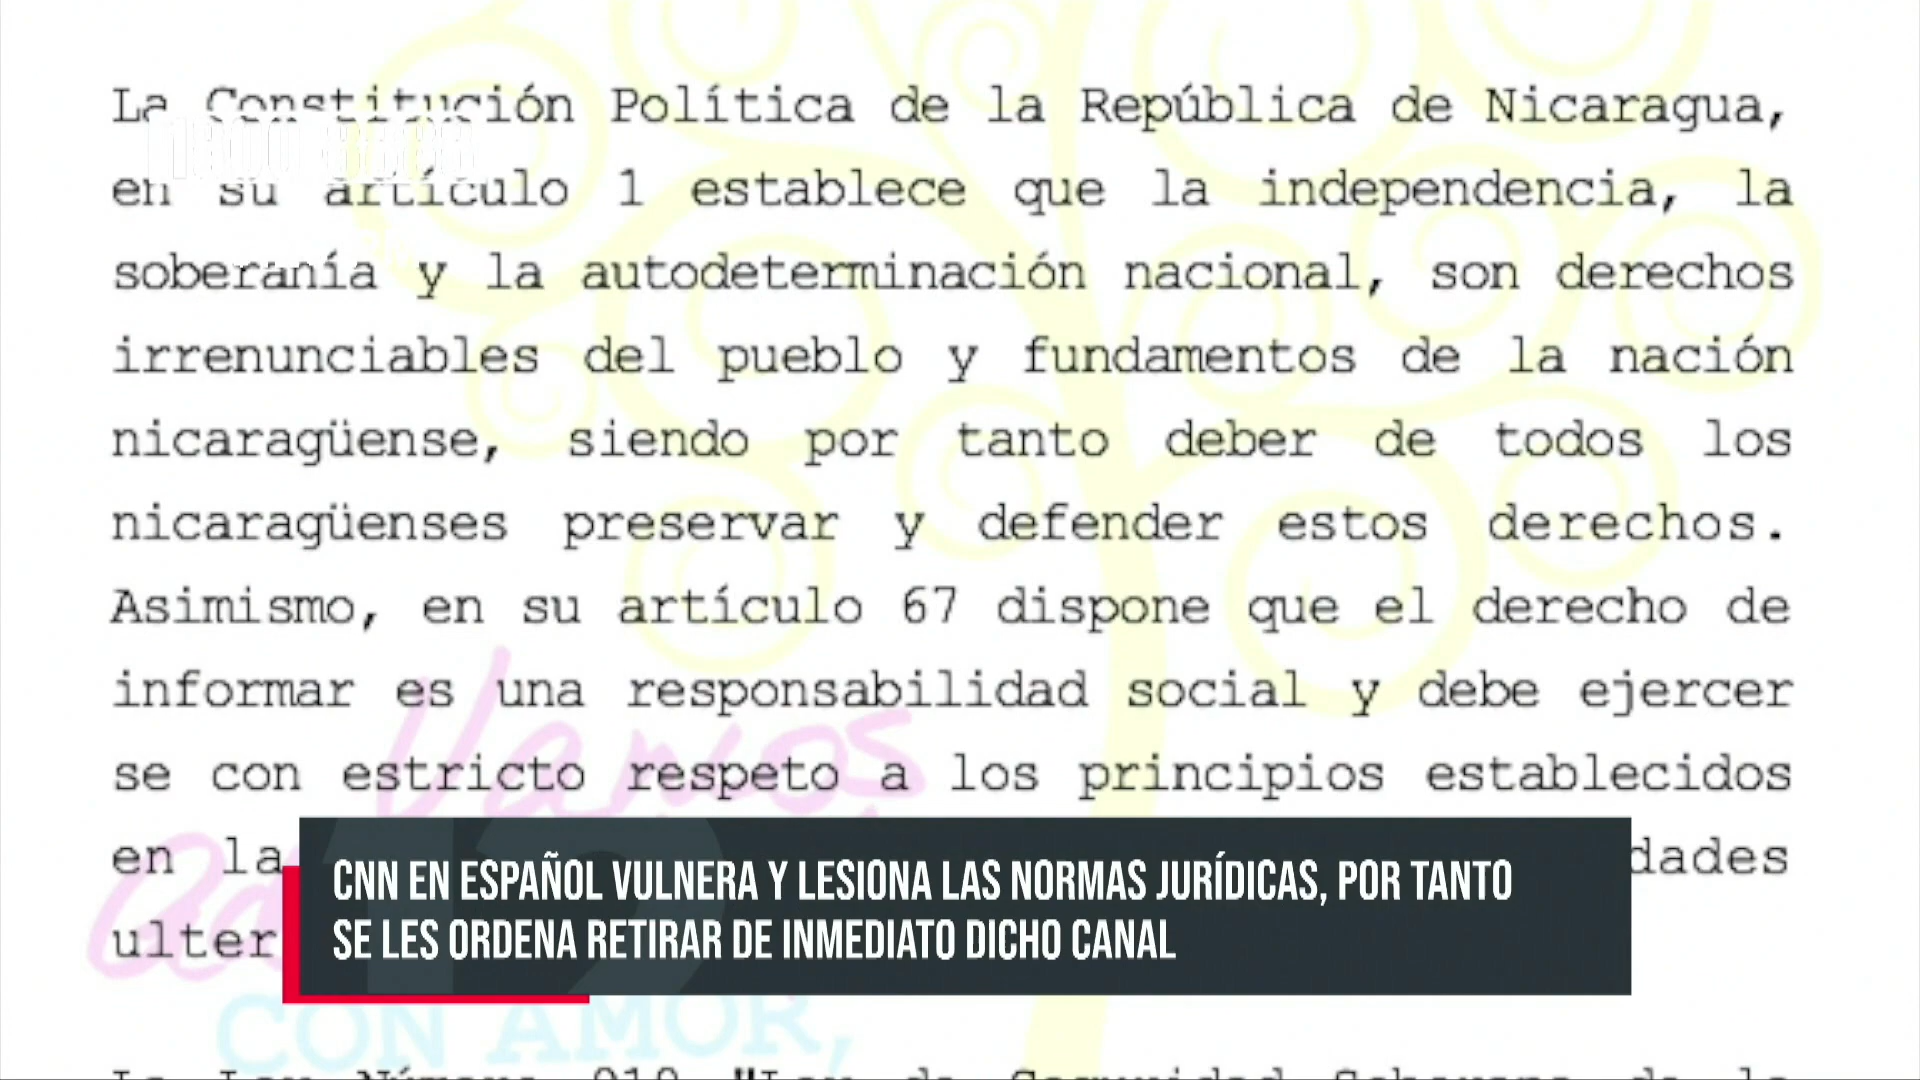 La Constitución Política de la República de Nicaragua,
en su artículo 1 establece que la independencia, la
soberanía y la autodeterminación nacional, son derechos
irrenunciables del pueblo y fundamentos de la nación
nicaragüense, siendo por tanto deber de todos los
nicaragüenses preservar y defender estos derechos.
Asimismo, en su artículo 67 dispone que el derecho de
informar es una responsabilidad social y debe ejercer
se con estricto respeto a los principios establecidos
en la dades
ulter
CNN EN ESPAÑOL VULNERA Y LESIONA LAS NORMAS JURÍDICAS, POR TANTO
SE LES ORDENA RETIRAR DE INMEDIATO DICHO CANAL
Vamos
CON AMOR,